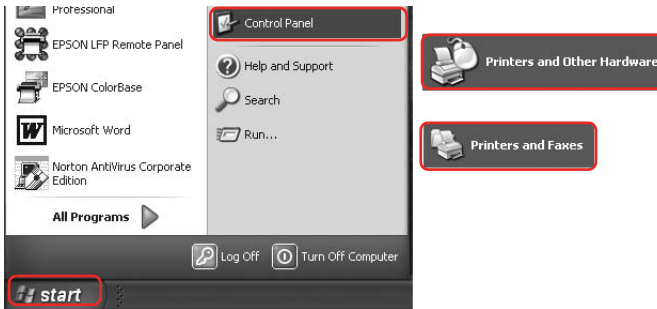 Professional
EPSON LFP Remote Panel
EPSON ColorBase
Microsoft Word
Norton AntiVirus Corporate
Edition
All Programs
Control Panel
Help and Support
Search
Run...
Log Off
Turn Off Computer
start
Printers and Other Hardware
Printers and Faxes